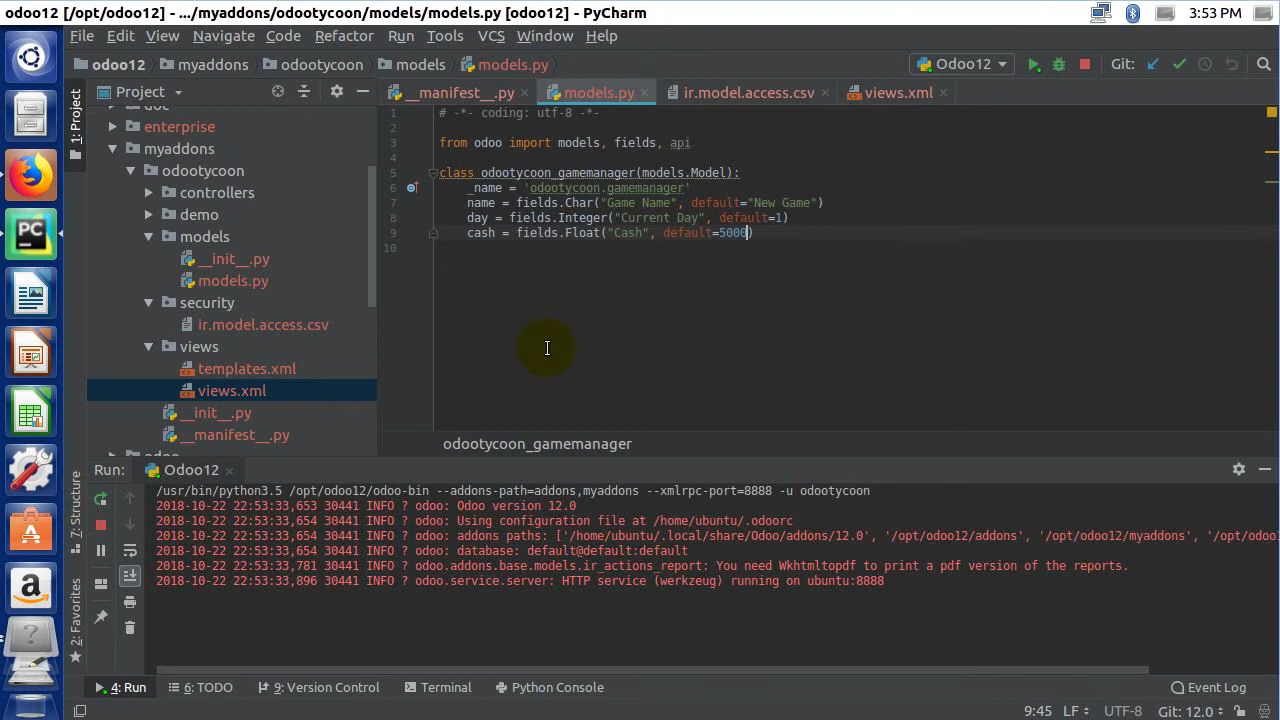 odoo12 [/opt/odoo12] - .../myaddons/odootycoon/models/models.py [odoo12] - PyCharm
3:53 PM
File Edit View Navigate Code Refactor Run Tools VCS Window Help
odoo12 myaddons odootycoon models models.py
Odoo12
Git:
1: Project
Project
doc
enterprise
myaddons
odootycoon
controllers
demo
models
__init__.py
models.py
security
ir.model.access.csv
views
templates.xml
views.xml
__init__.py
__manifest__.py
__manifest__.py models.py ir.model.access.csv views.xml
1 # -*- coding: utf-8 -*-
2
3 from odoo import models, fields, api
4
5 class odootycoon_gamemanager(models.Model):
6 _name = 'odootycoon.gamemanager'
7 name = fields.Char("Game Name", default="New Game")
8 day = fields.Integer("Current Day", default=1)
9 cash = fields.Float("Cash", default=5000)
10
odootycoon_gamemanager
Run: Odoo12
7: Structure
2: Favorites
/usr/bin/python3.5 /opt/odoo12/odoo-bin --addons-path=addons,myaddons --xmlrpc-port=8888 -u odootycoon
2018-10-22 22:53:33,653 30441 INFO ? odoo: Odoo version 12.0
2018-10-22 22:53:33,654 30441 INFO ? odoo: Using configuration file at /home/ubuntu/.odoorc
2018-10-22 22:53:33,654 30441 INFO ? odoo: addons paths: ['/home/ubuntu/.local/share/Odoo/addons/12.0', '/opt/odoo12/addons', '/opt/odoo12/myaddons', '/opt/odoo12
2018-10-22 22:53:33,654 30441 INFO ? odoo: database: default@default:default
2018-10-22 22:53:33,781 30441 INFO ? odoo.addons.base.models.ir_actions_report: You need Wkhtmltopdf to print a pdf version of the reports.
2018-10-22 22:53:33,896 30441 INFO ? odoo.service.server: HTTP service (werkzeug) running on ubuntu:8888
4: Run 6: TODO 9: Version Control Terminal Python Console Event Log
9:45 LF UTF-8 Git: 12.0